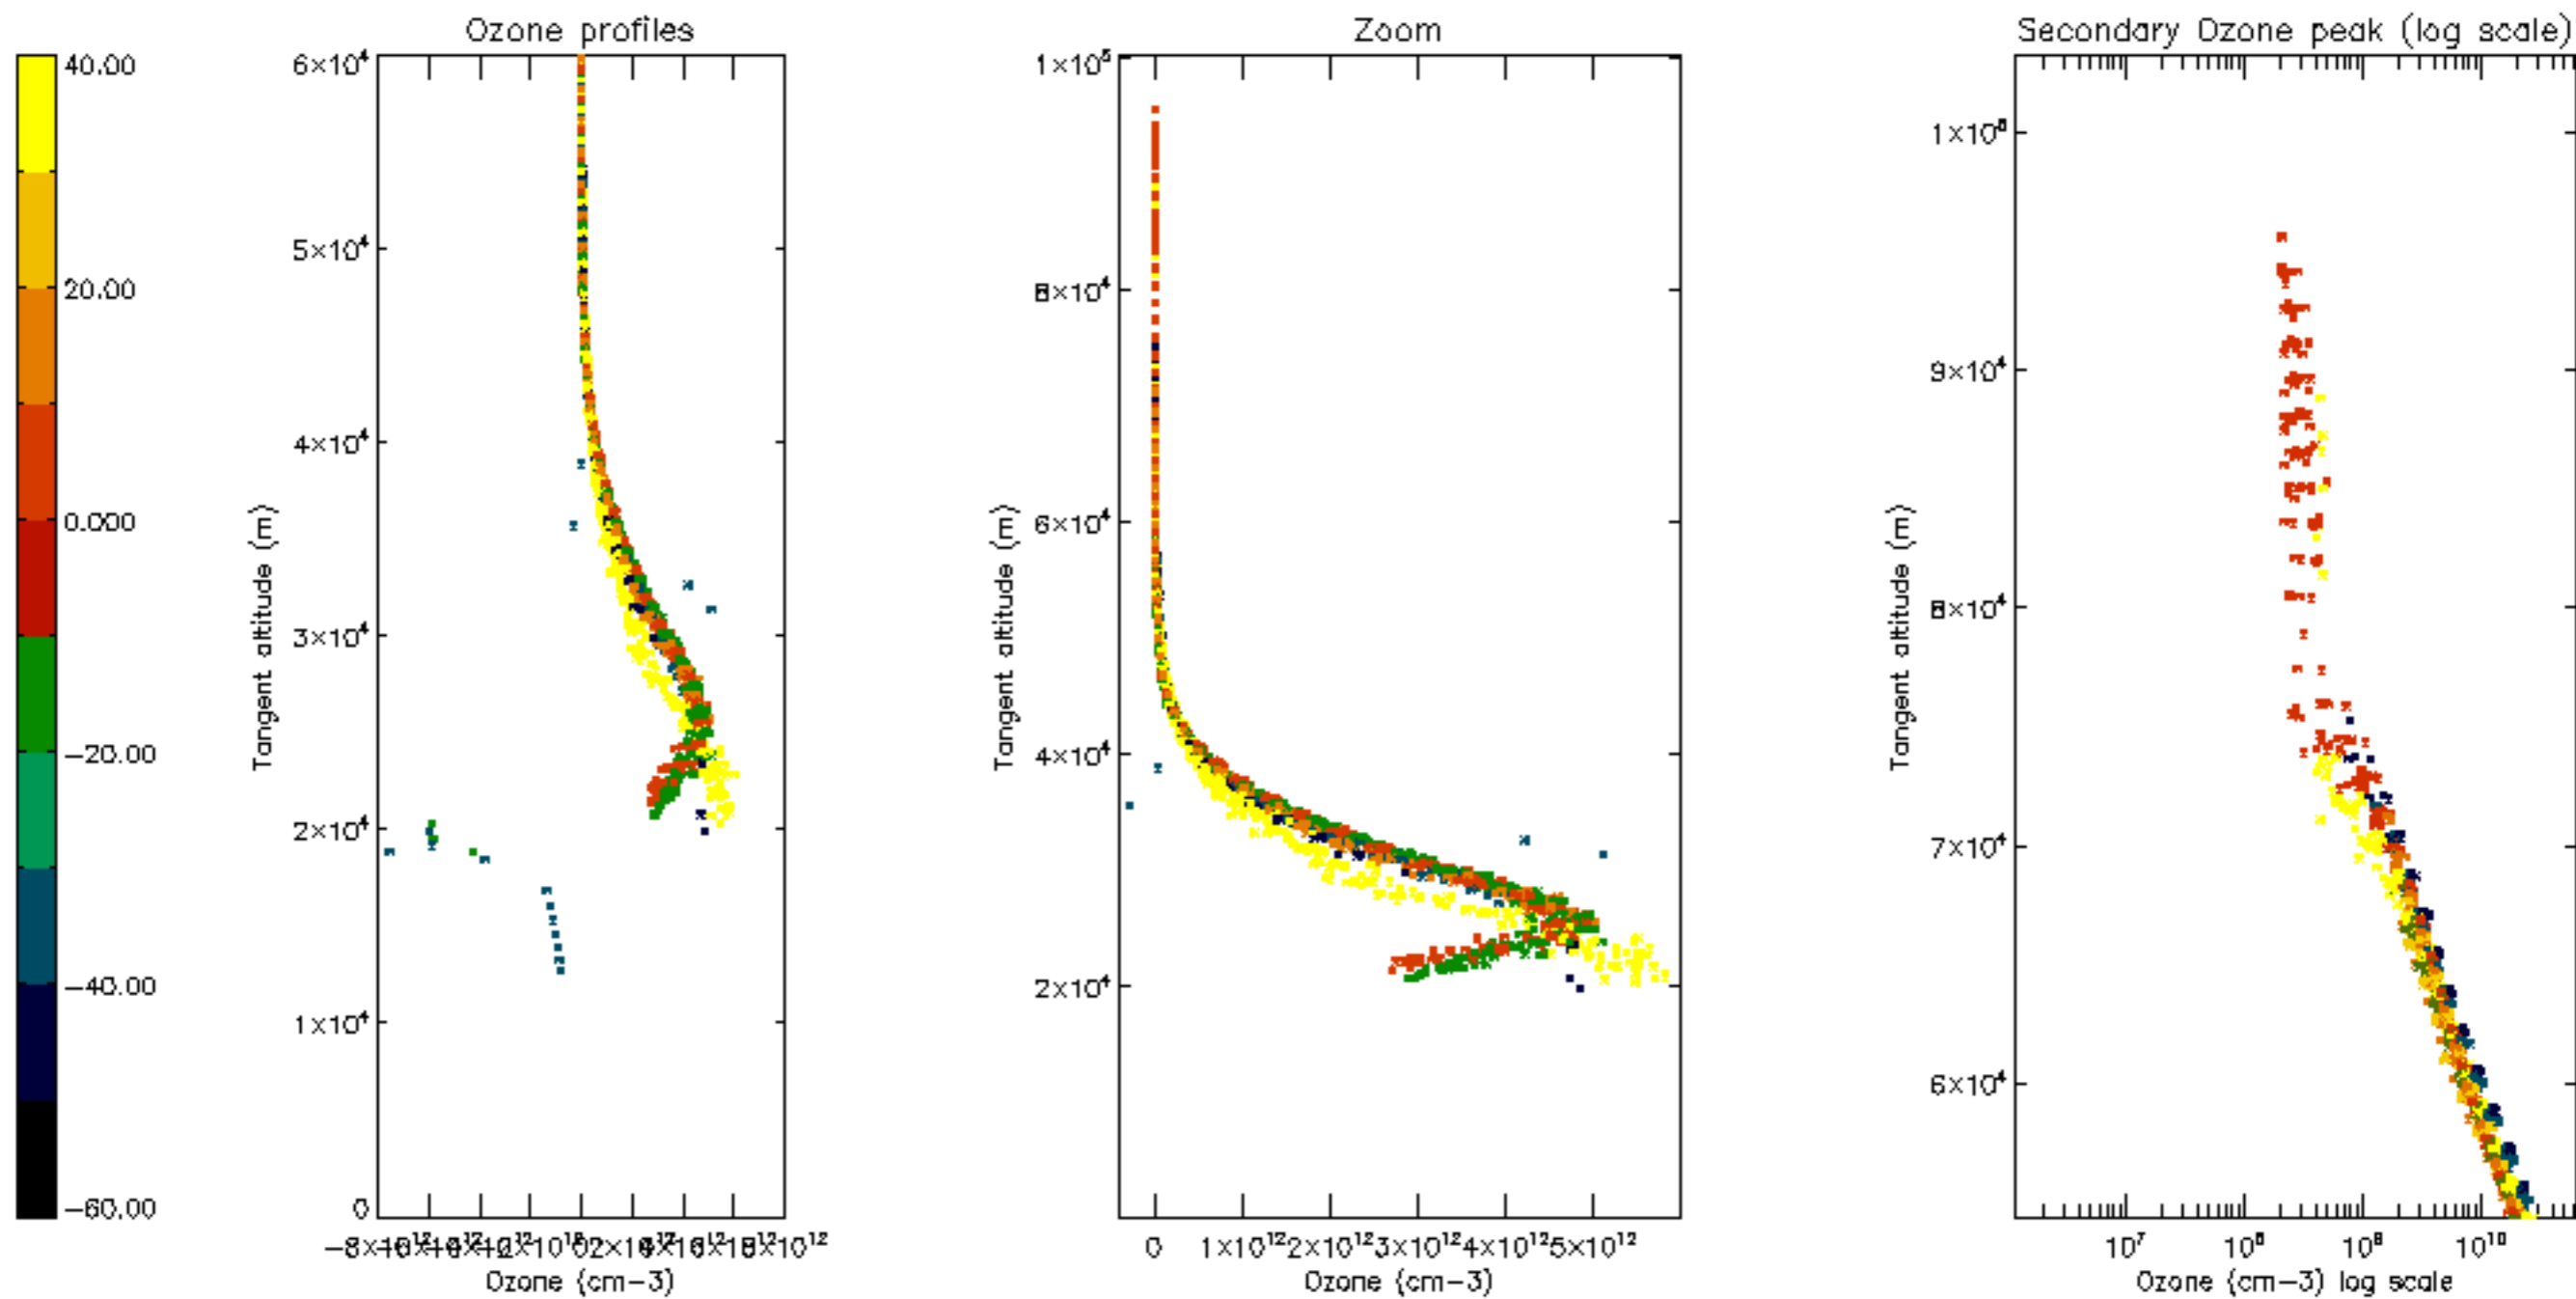 Ozone profiles
Zoom
Secondary Ozone peak (log scale)
40.00
20.00
0.000
−20.00
−40.00
−60.00
6×10⁴
5×10⁴
4×10⁴
3×10⁴
2×10⁴
1×10⁴
0
Tangent altitude (m)
Ozone (cm−3)
1×10⁵
8×10⁴
6×10⁴
4×10⁴
2×10⁴
Tangent altitude (m)
0 1×10¹² 2×10¹² 3×10¹² 4×10¹² 5×10¹²
Ozone (cm−3)
9×10⁴
8×10⁴
7×10⁴
6×10⁴
Tangent altitude (m)
10⁷ 10⁸ 10⁹ 10¹⁰
Ozone (cm−3) log scale